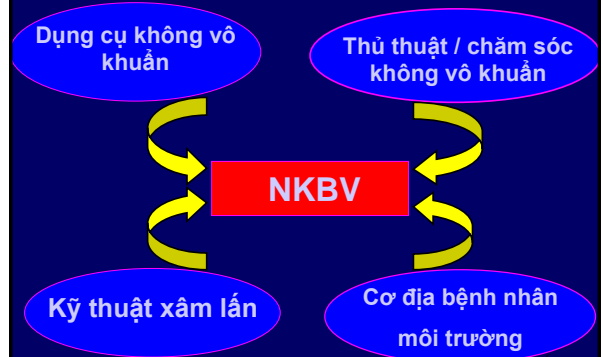 Dụng cụ không vô
khuẩn
Thủ thuật / chăm sóc
không vô khuẩn
NKBV
Kỹ thuật xâm lấn
Cơ địa bệnh nhân
môi trường